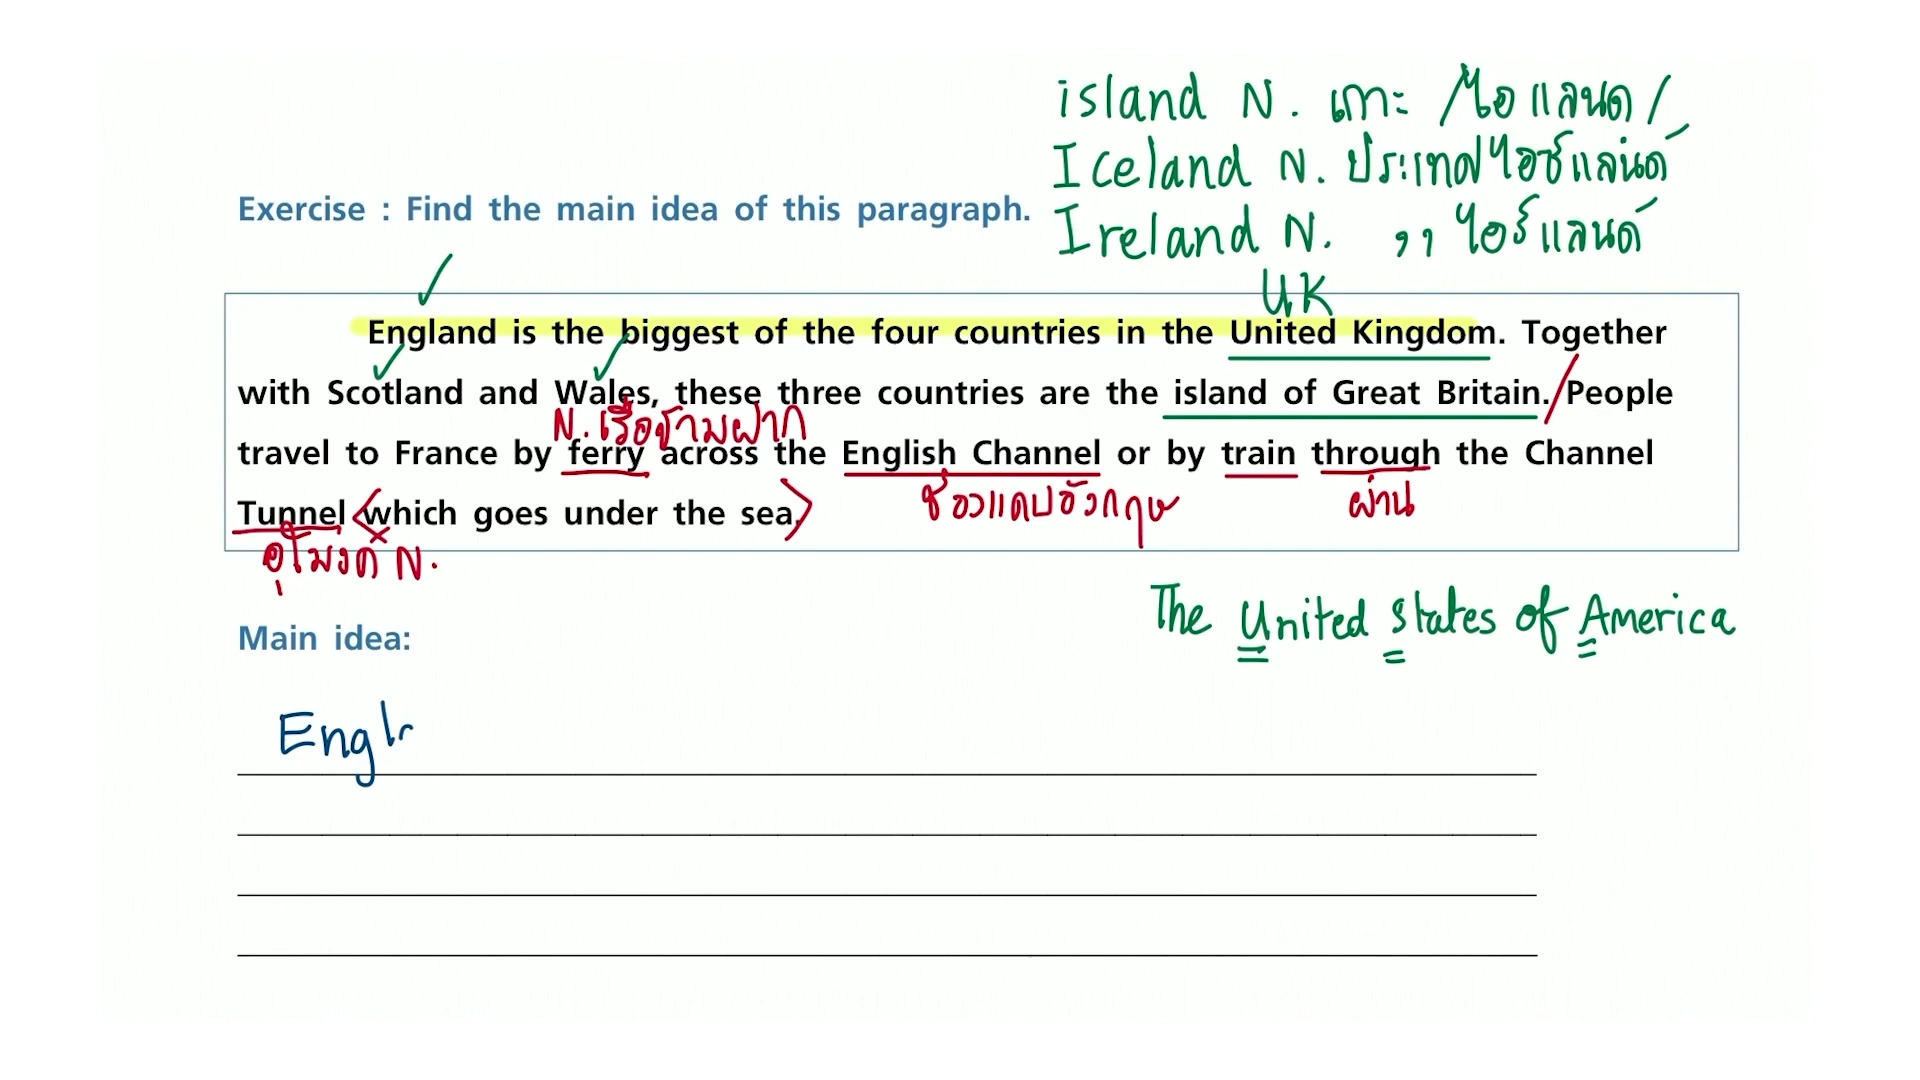 island N. เกาะ /ไอแลนด/
Iceland N. ประเทศไอซ์แลนด์
Exercise : Find the main idea of this paragraph.
Ireland N. ,, ไอร์แลนด์
UK
England is the biggest of the four countries in the United Kingdom. Together
with Scotland and Wales, these three countries are the island of Great Britain. People
N. เรือข้ามฝาก
travel to France by ferry across the English Channel or by train through the Channel
ช่องแคบอังกฤษ ผ่าน
Tunnel which goes under the sea.
อุโมงค์ N.
The United States of America
Main idea:
Engl